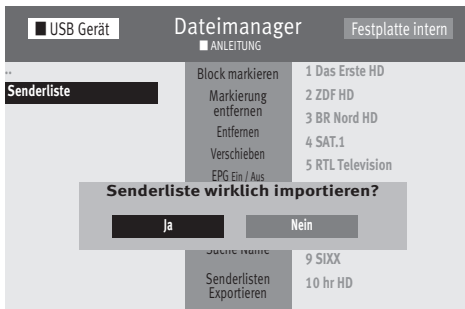 USB Gerät
Dateimanager
ANLEITUNG
Festplatte intern
..
Senderliste
Block markieren
Markierung
entfernen
Entfernen
Verschieben
EPG Ein / Aus
Suche Name
Senderlisten
Exportieren
1 Das Erste HD
2 ZDF HD
3 BR Nord HD
4 SAT.1
5 RTL Television
9 SIXX
10 hr HD
Senderliste wirklich importieren?
Ja
Nein